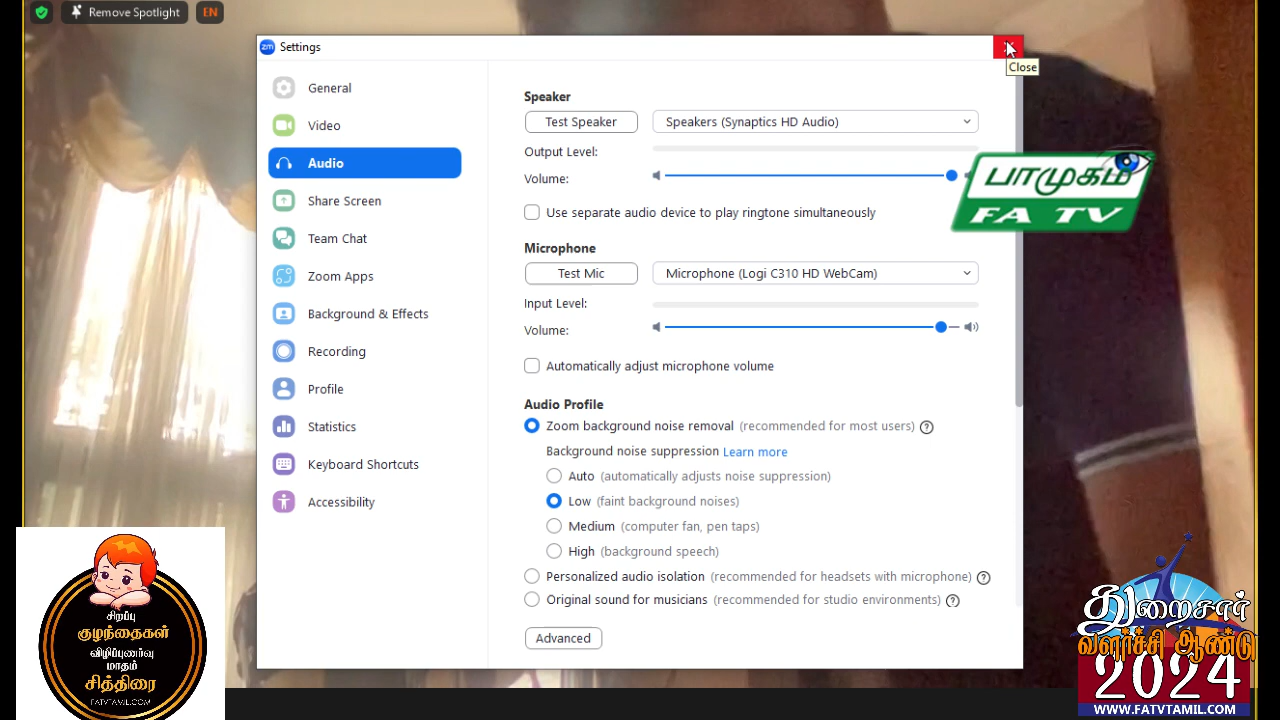 Remove Spotlight
EN
zm Settings
Close
General
Video
Audio
Share Screen
Team Chat
Zoom Apps
Background & Effects
Recording
Profile
Statistics
Keyboard Shortcuts
Accessibility
Speaker
Test Speaker
Speakers (Synaptics HD Audio)
Output Level:
Volume:
Use separate audio device to play ringtone simultaneously
Microphone
Test Mic
Microphone (Logi C310 HD WebCam)
Input Level:
Volume:
Automatically adjust microphone volume
Audio Profile
Zoom background noise removal (recommended for most users) ?
Background noise suppression Learn more
Auto (automatically adjusts noise suppression)
Low (faint background noises)
Medium (computer fan, pen taps)
High (background speech)
Personalized audio isolation (recommended for headsets with microphone) ?
Original sound for musicians (recommended for studio environments) ?
Advanced
பாமுகம்
FA TV
சிறப்பு
குழந்தைகள்
விழிப்புணர்வு
மாதம்
சித்திரை
FATVTAMIL.COM
துறைசார்
வளர்ச்சி ஆண்டு
2024
WWW.FATVTAMIL.COM